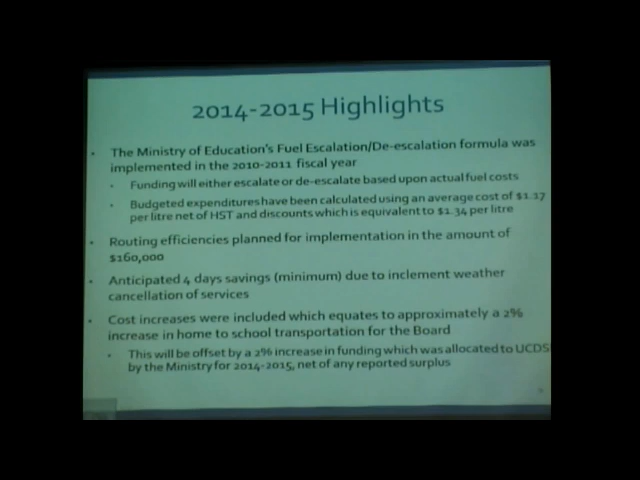 2014-2015 Highlights
The Ministry of Education's Fuel Escalation/De-escalation formula was
implemented in the 2010-2011 fiscal year
Funding will either escalate or de-escalate based upon actual fuel costs
Budgeted expenditures have been calculated using an average cost of $1.17
per litre net of HST and discounts which is equivalent to $1.34 per litre
Routing efficiencies planned for implementation in the amount of
$160,000
Anticipated 4 days savings (minimum) due to inclement weather
cancellation of services
Cost increases were included which equates to approximately a 2%
increase in home to school transportation for the Board
This will be offset by a 2% increase in funding which was allocated to UCDS
by the Ministry for 2014-2015, net of any reported surplus